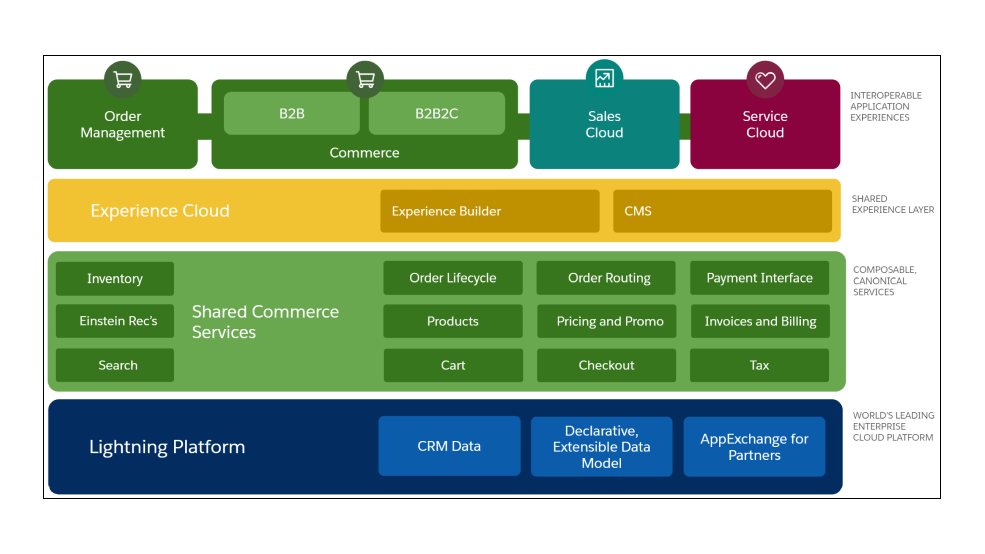 Order
Management
B2B
B2B2C
Commerce
Sales
Cloud
Service
Cloud
INTEROPERABLE
APPLICATION
EXPERIENCES
Experience Cloud
Experience Builder
CMS
SHARED
EXPERIENCE LAYER
Inventory
Einstein Rec's
Search
Shared Commerce
Services
Order Lifecycle
Order Routing
Payment Interface
Products
Pricing and Promo
Invoices and Billing
Cart
Checkout
Tax
COMPOSABLE,
CANONICAL
SERVICES
Lightning Platform
CRM Data
Declarative,
Extensible Data
Model
AppExchange for
Partners
WORLD'S LEADING
ENTERPRISE
CLOUD PLATFORM